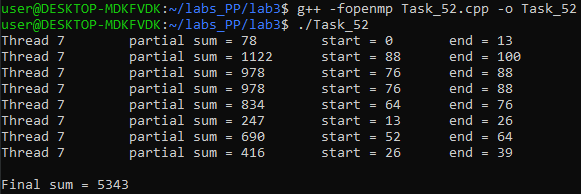 user@DESKTOP-MDKFVDK:~/labs_PP/lab3$ g++ -fopenmp Task_52.cpp -o Task_52
user@DESKTOP-MDKFVDK:~/labs_PP/lab3$ ./Task_52
Thread 7 partial sum = 78 start = 0 end = 13
Thread 7 partial sum = 1122 start = 88 end = 100
Thread 7 partial sum = 978 start = 76 end = 88
Thread 7 partial sum = 978 start = 76 end = 88
Thread 7 partial sum = 834 start = 64 end = 76
Thread 7 partial sum = 247 start = 13 end = 26
Thread 7 partial sum = 690 start = 52 end = 64
Thread 7 partial sum = 416 start = 26 end = 39
Final sum = 5343